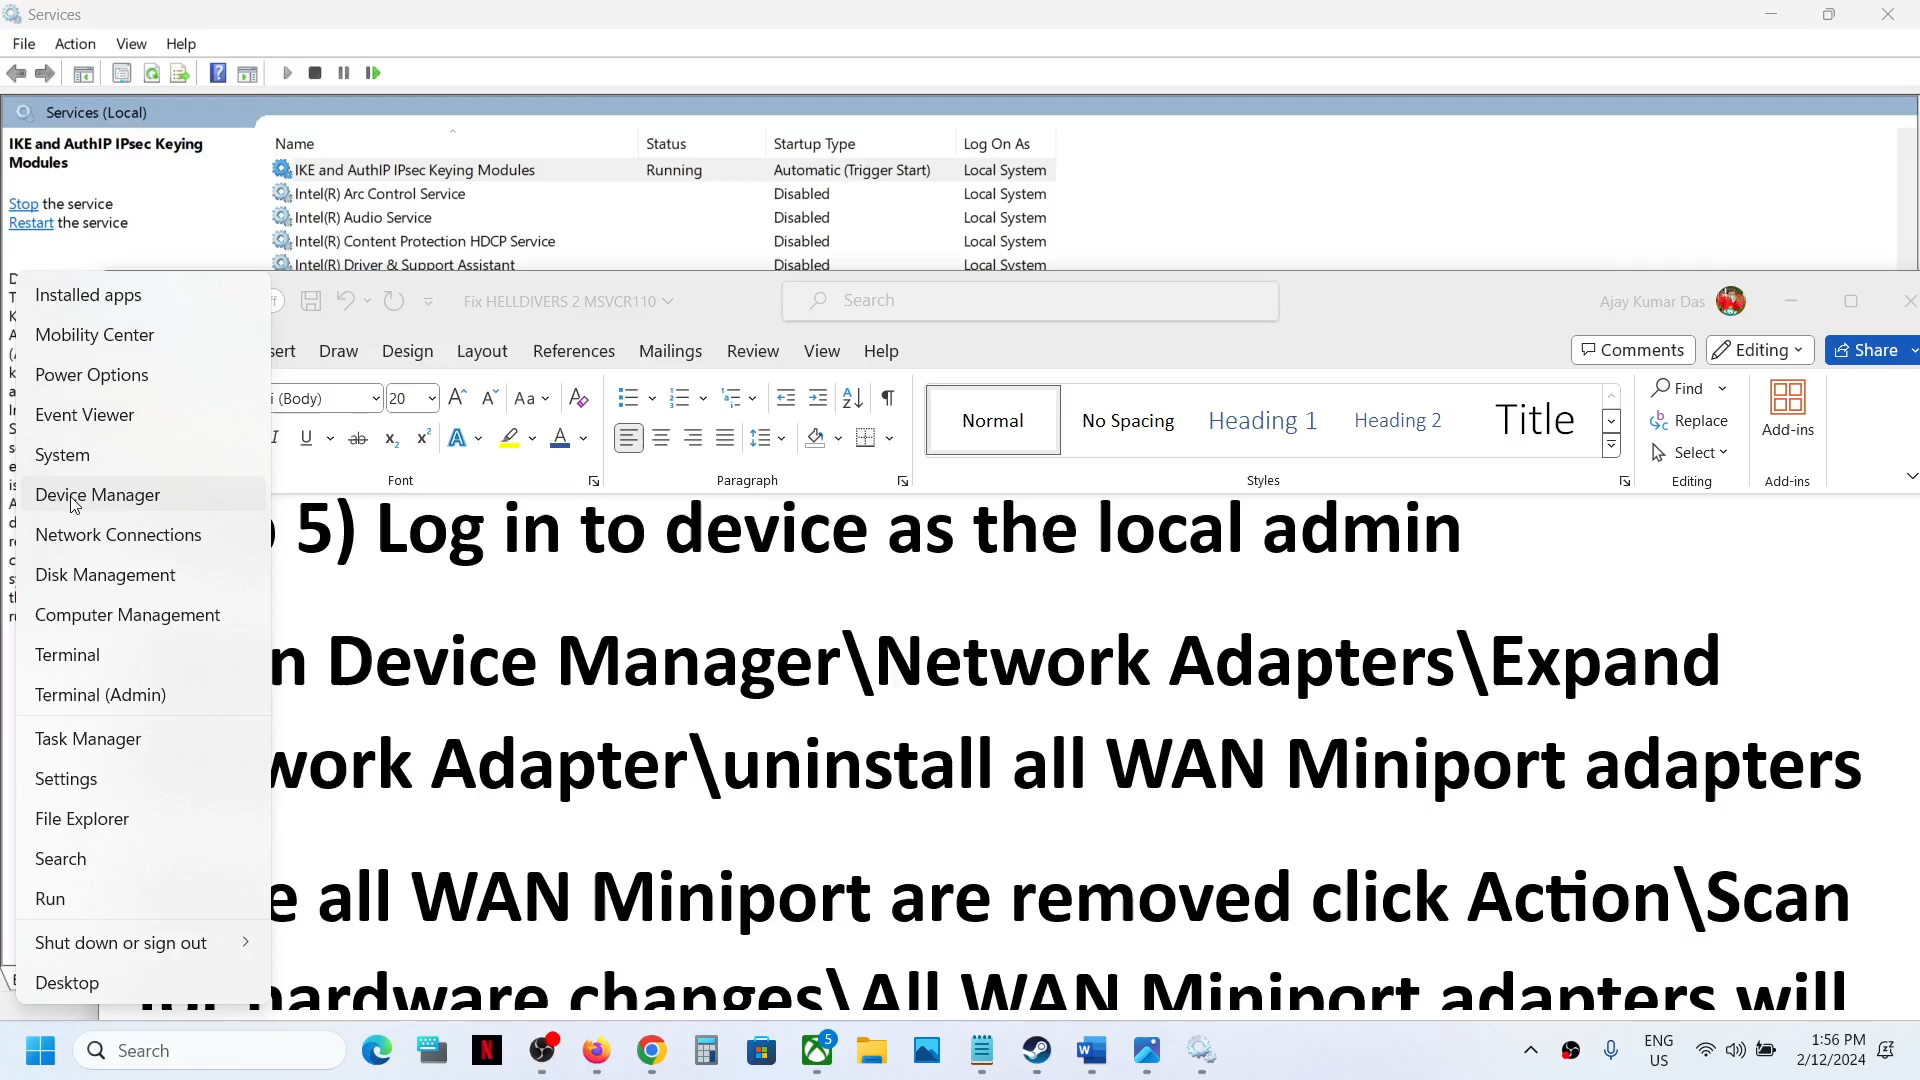 Services
File Action View Help
Services (Local)
IKE and AuthIP IPsec Keying
Modules
Stop the service
Restart the service
Name Status Startup Type Log On As
IKE and AuthIP IPsec Keying Modules Running Automatic (Trigger Start) Local System
Intel(R) Arc Control Service Disabled Local System
Intel(R) Audio Service Disabled Local System
Intel(R) Content Protection HDCP Service Disabled Local System
Intel(R) Driver & Support Assistant Disabled Local System
Installed apps
Mobility Center
Power Options
Event Viewer
System
Device Manager
Network Connections
Disk Management
Computer Management
Terminal
Terminal (Admin)
Task Manager
Settings
File Explorer
Search
Run
Shut down or sign out
Desktop
Fix HELLDIVERS 2 MSVCR110
Search
Ajay Kumar Das
sert Draw Design Layout References Mailings Review View Help
Comments Editing Share
i (Body) 20
Normal No Spacing Heading 1 Heading 2 Title
Find
Replace
Select
Add-ins
Font Paragraph Styles Editing Add-ins
5) Log in to device as the local admin
n Device Manager\Network Adapters\Expand
work Adapter\uninstall all WAN Miniport adapters
e all WAN Miniport are removed click Action\Scan
for hardware changes\All WAN Miniport adapters will
Search
5
ENG
US
1:56 PM
2/12/2024